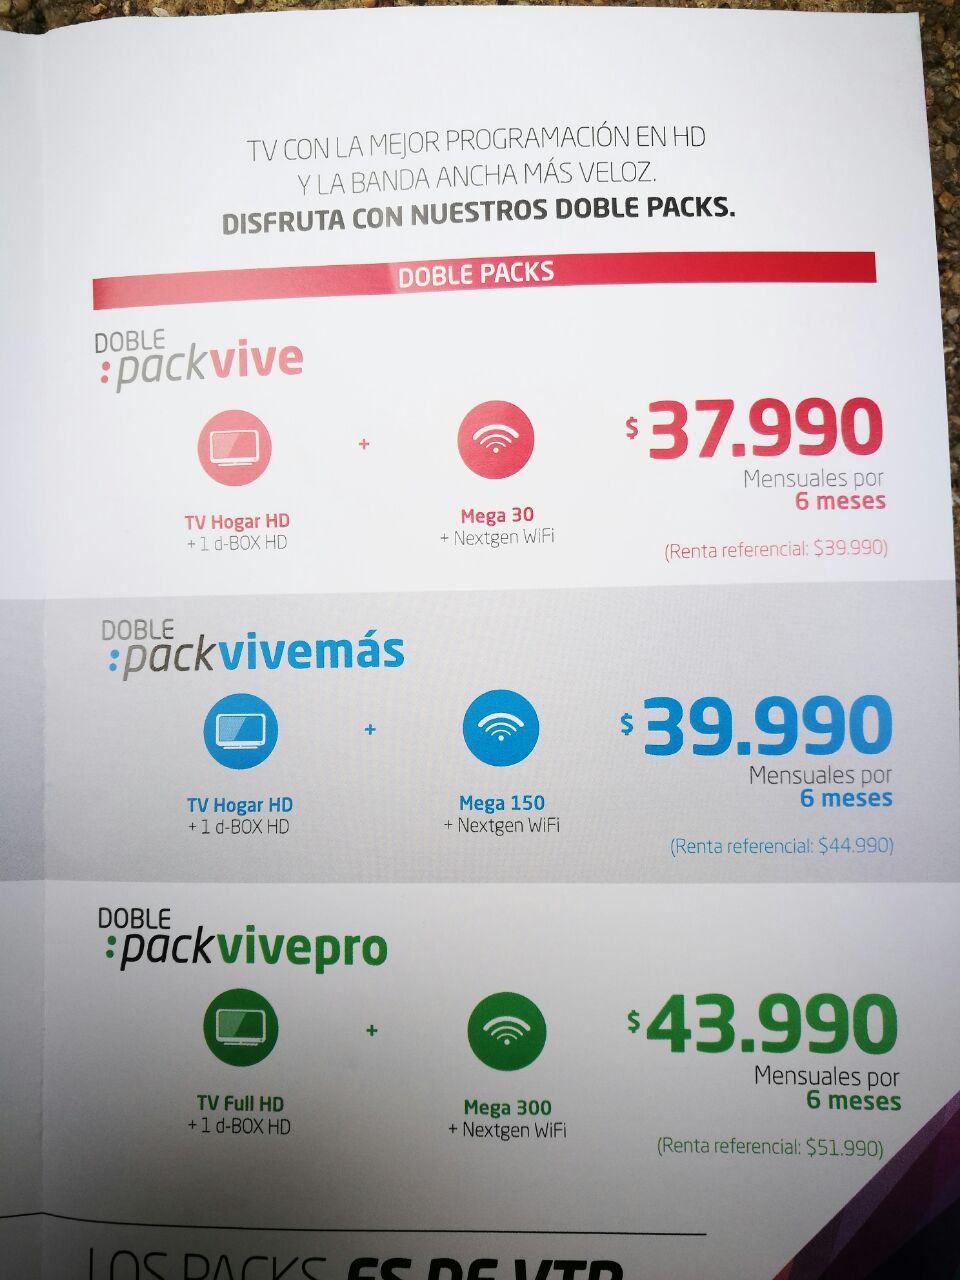 TV CON LA MEJOR PROGRAMACIÓN EN HD
Y LA BANDA ANCHA MÁS VELOZ.
DISFRUTA CON NUESTROS DOBLE PACKS.
DOBLE PACKS
DOBLE
:packvive
TV Hogar HD
+ 1 d-BOX HD
+
Mega 30
+ Nextgen WiFi
$37.990
Mensuales por
6 meses
(Renta referencial: $39.990)
DOBLE
:packvivemás
TV Hogar HD
+ 1 d-BOX HD
+
Mega 150
+ Nextgen WiFi
$39.990
Mensuales por
6 meses
(Renta referencial: $44.990)
DOBLE
:packvivepro
TV Full HD
+ 1 d-BOX HD
+
Mega 300
+ Nextgen WiFi
$43.990
Mensuales por
6 meses
(Renta referencial: $51.990)
LOS PACKS ES DE VTR